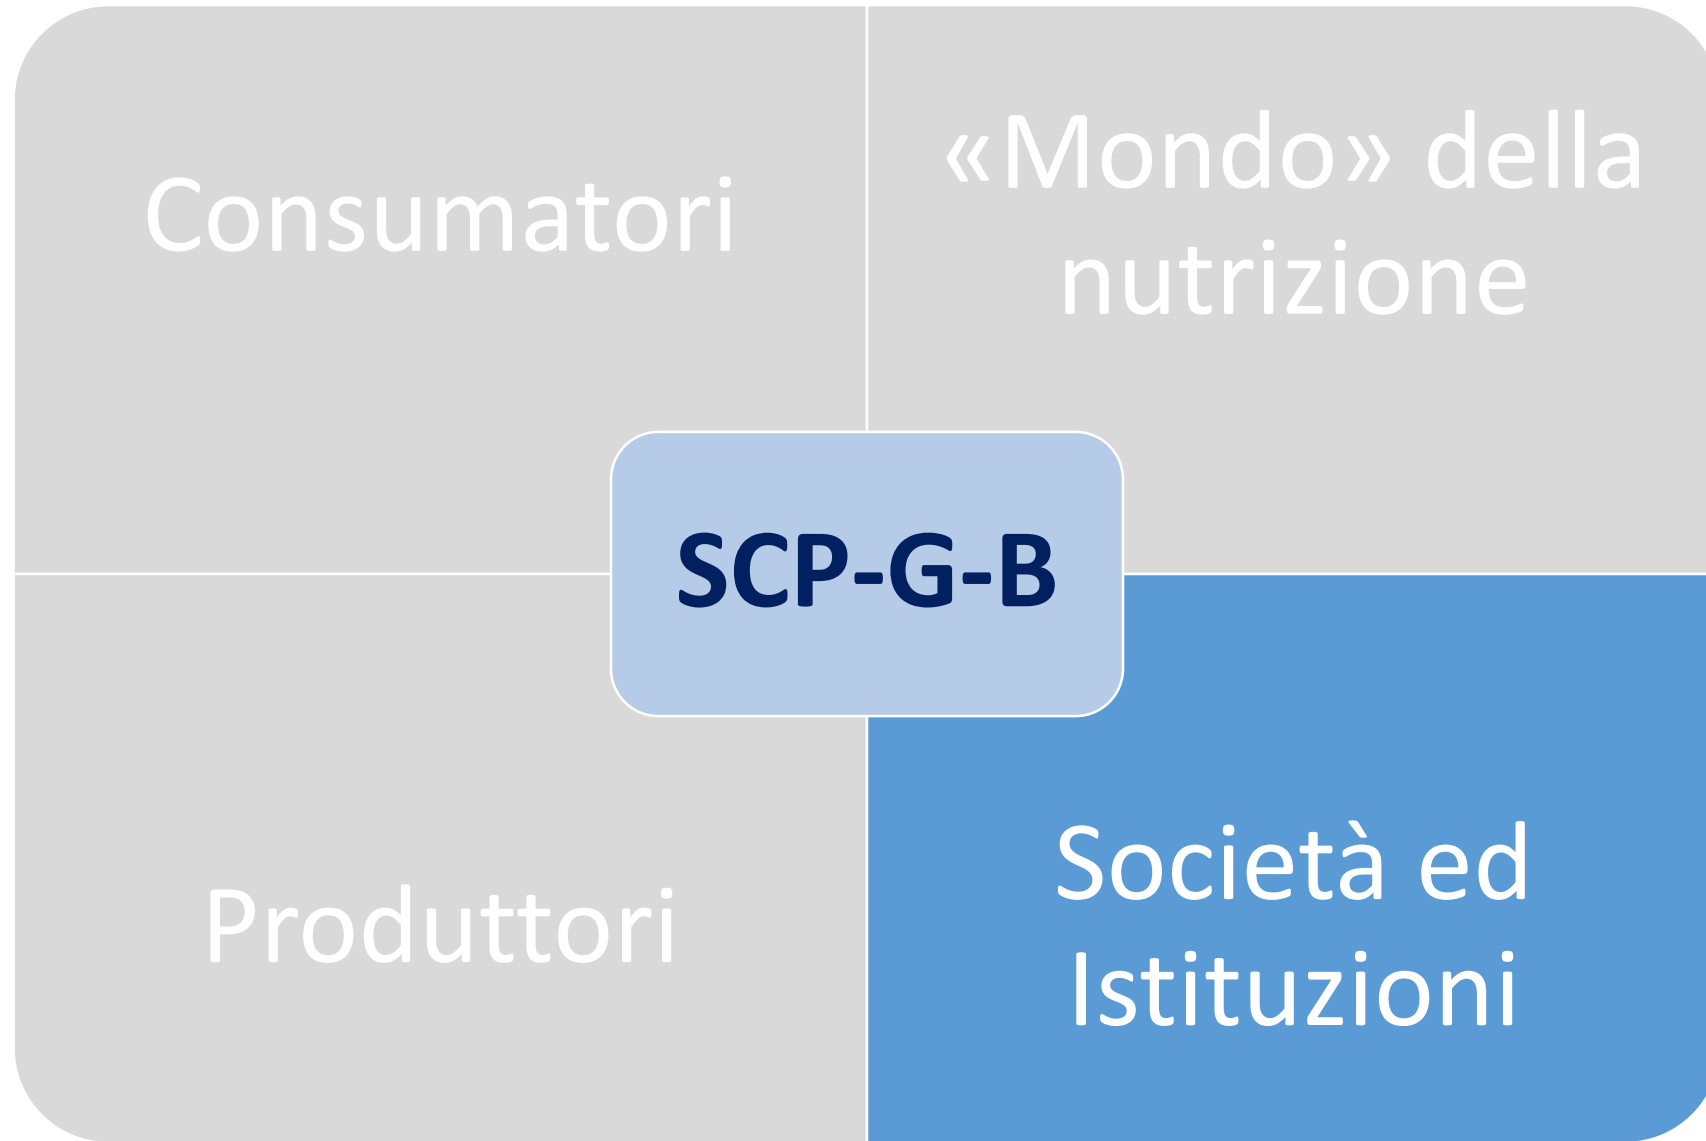 Consumatori
«Mondo» della
nutrizione
SCP-G-B
Produttori
Società ed
Istituzioni